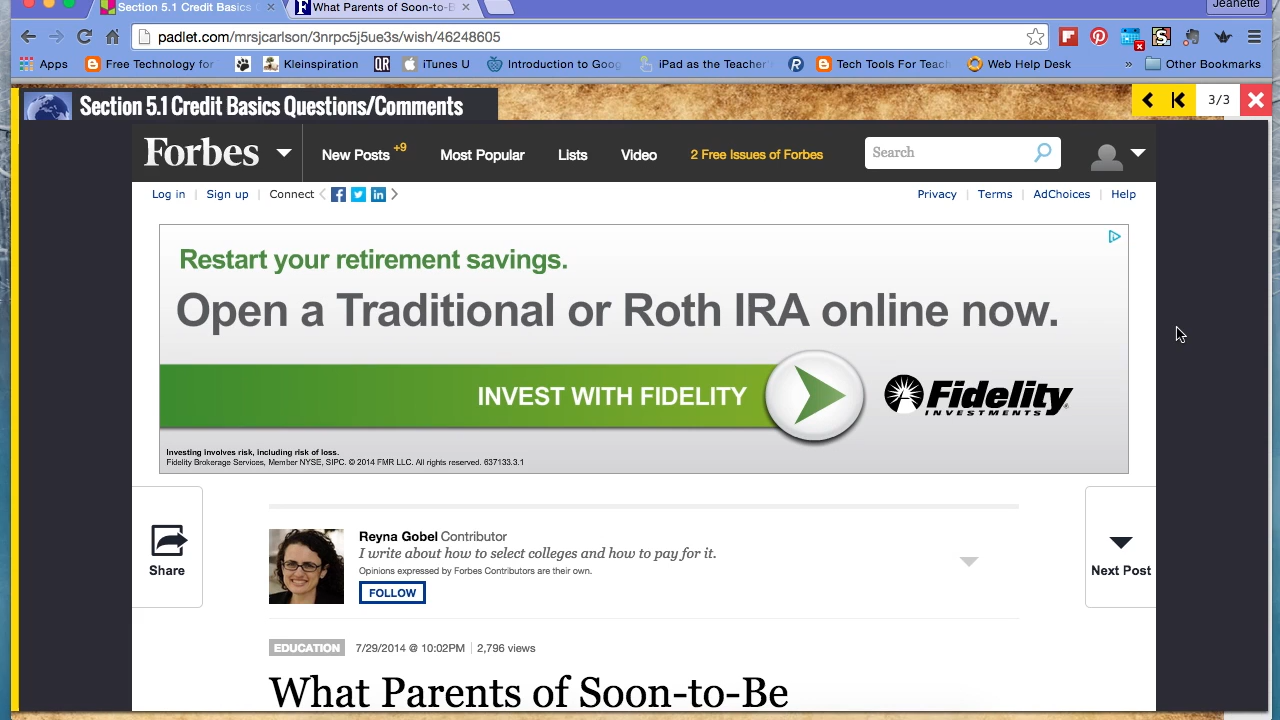 Section 5.1 Credit Basics
What Parents of Soon-to-B
Jeanette
padlet.com/mrsjcarlson/3nrpc5j5ue3s/wish/46248605
Apps Free Technology for Kleinspiration QR iTunes U Introduction to Goog iPad as the Teacher' Tech Tools For Teach Web Help Desk » Other Bookmarks
Section 5.1 Credit Basics Questions/Comments
3/3
Forbes New Posts +9 Most Popular Lists Video 2 Free Issues of Forbes Search
Log in | Sign up | Connect Privacy | Terms | AdChoices | Help
Restart your retirement savings.
Open a Traditional or Roth IRA online now.
INVEST WITH FIDELITY
Fidelity
INVESTMENTS
Investing involves risk, including risk of loss.
Fidelity Brokerage Services, Member NYSE, SIPC. © 2014 FMR LLC. All rights reserved. 637133.3.1
Share
Reyna Gobel Contributor
I write about how to select colleges and how to pay for it.
Opinions expressed by Forbes Contributors are their own.
FOLLOW
Next Post
EDUCATION 7/29/2014 @ 10:02PM | 2,796 views
What Parents of Soon-to-Be